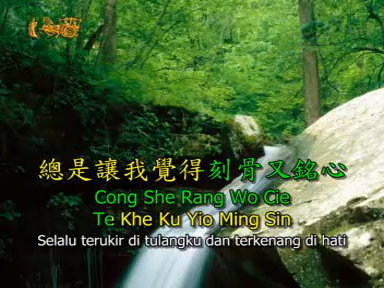 總是讓我覺得刻骨又銘心
Cong She Rang Wo Cie
Te Khe Ku Yio Ming Sin
Selalu terukir di tulangku dan terkenang di hati